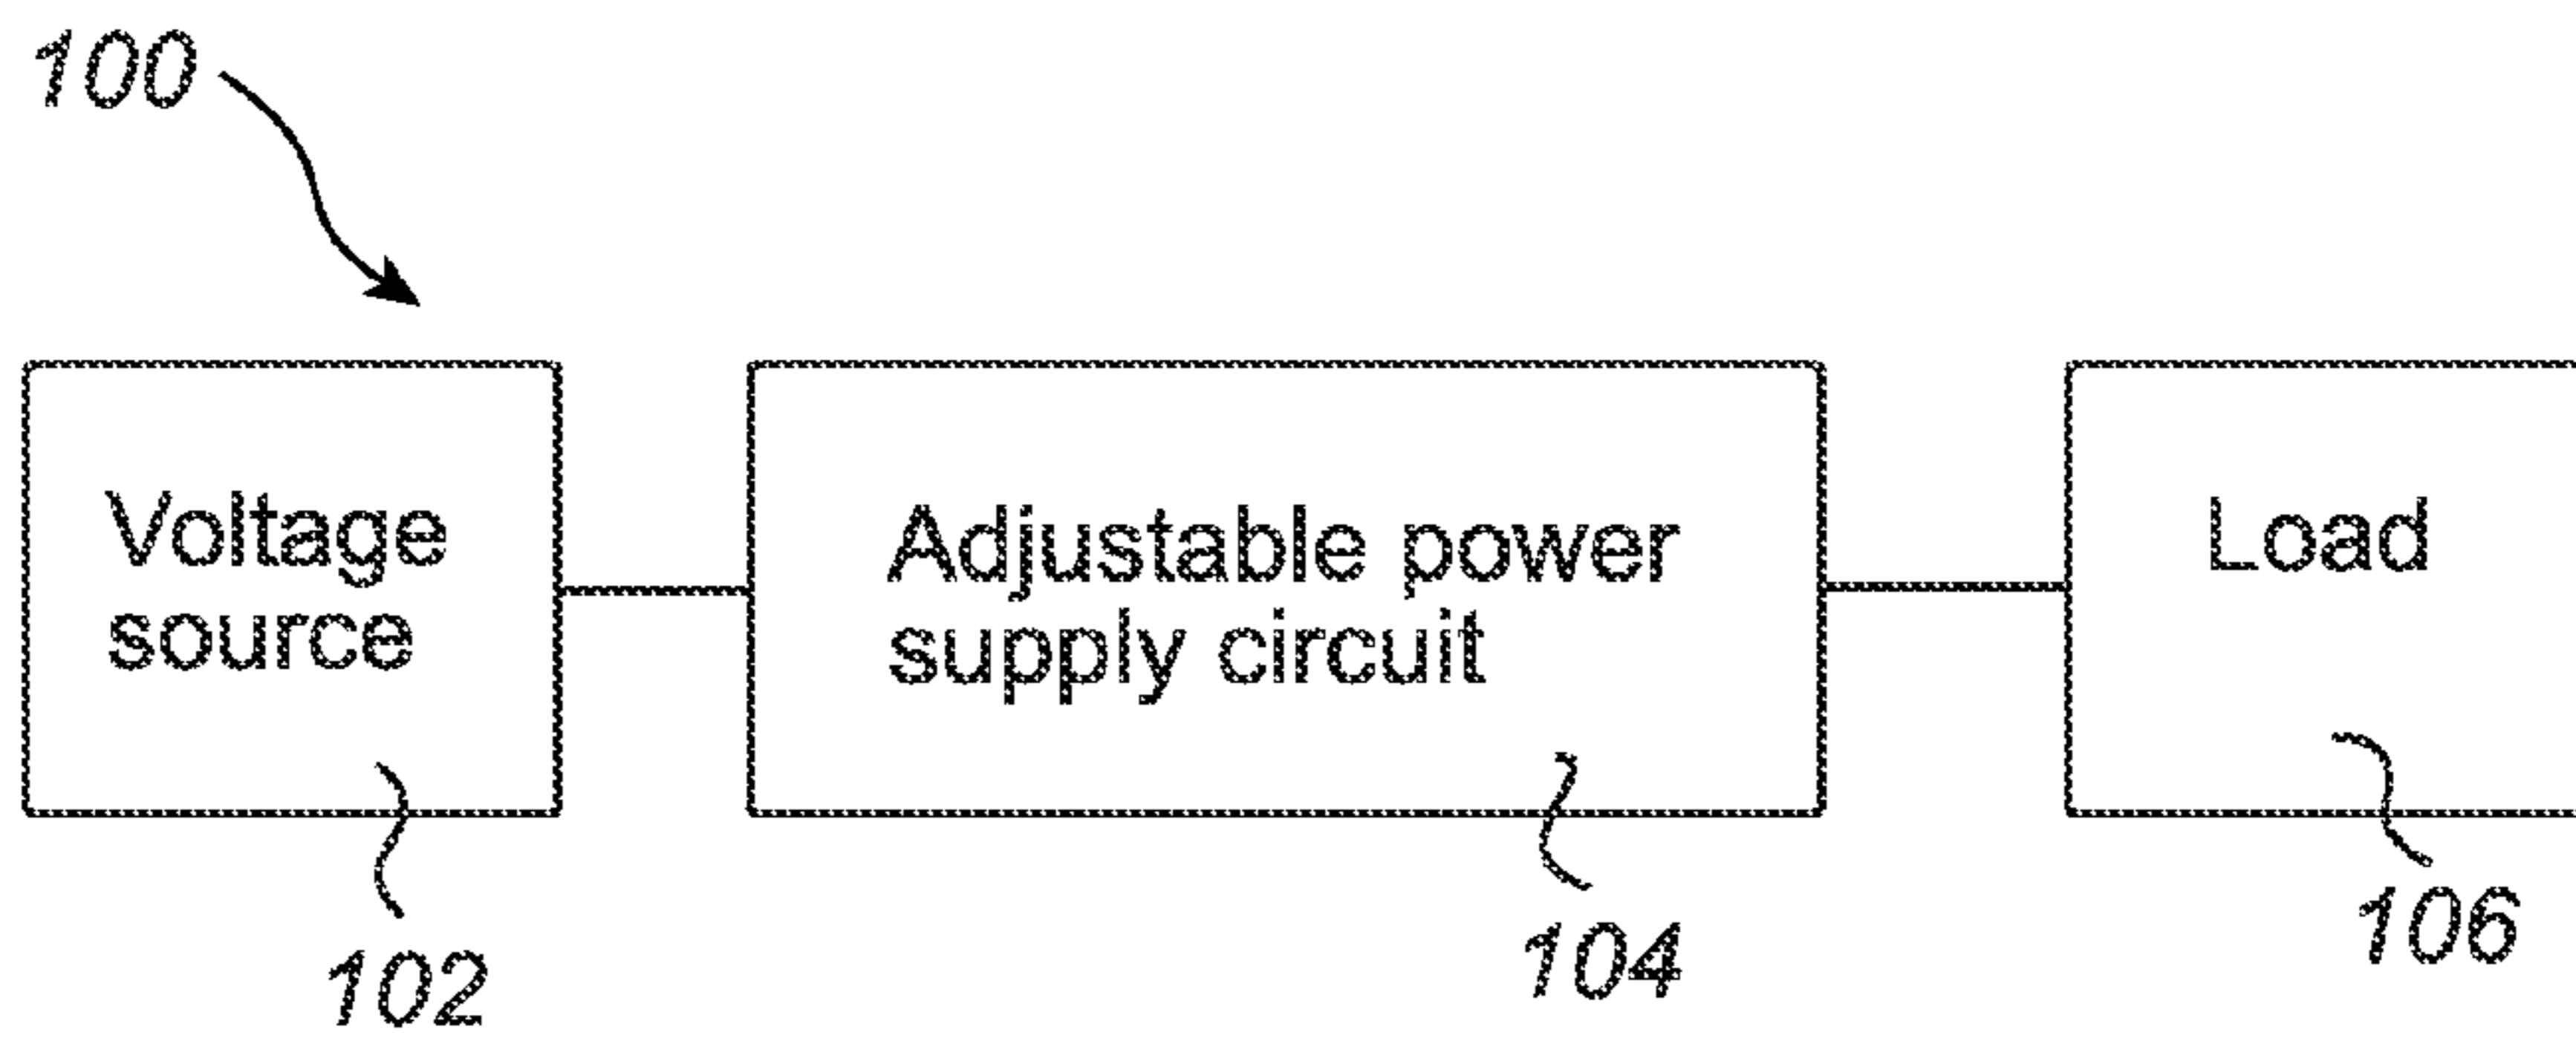 100
Voltage
source
Adjustable power
supply circuit
Load
102
104
106